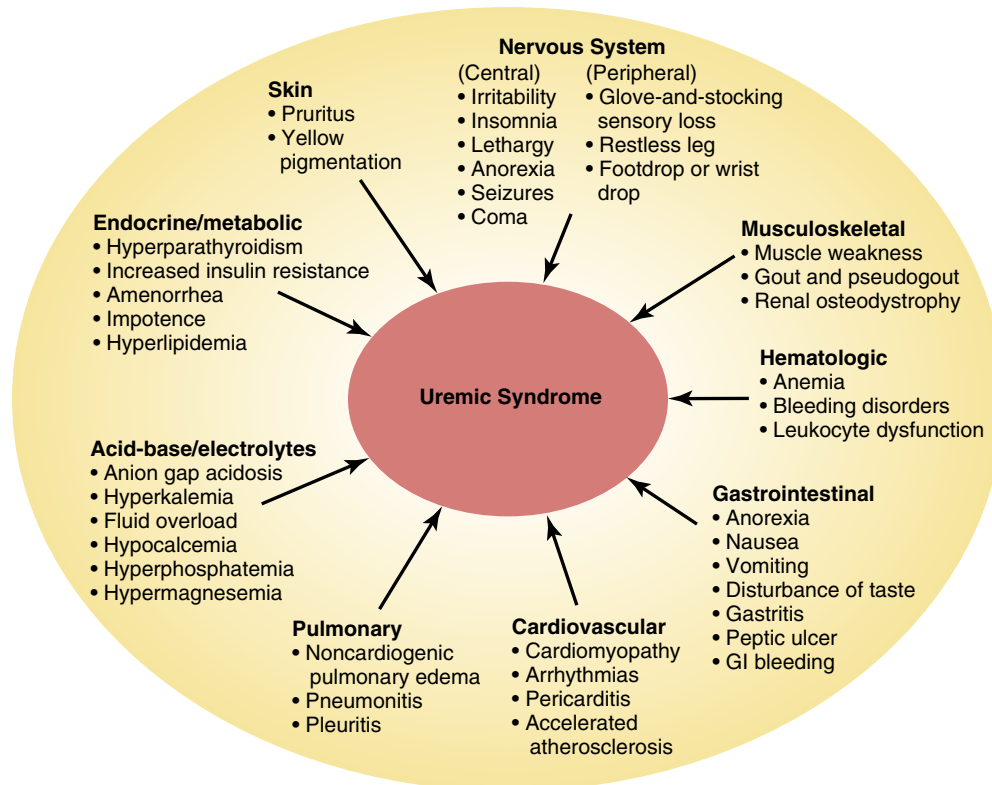 Nervous System
(Central)
• Irritability
• Insomnia
• Lethargy
• Anorexia
• Seizures
• Coma
(Peripheral)
• Glove-and-stocking
sensory loss
• Restless leg
• Footdrop or wrist
drop
Skin
• Pruritus
• Yellow
pigmentation
Endocrine/metabolic
• Hyperparathyroidism
• Increased insulin resistance
• Amenorrhea
• Impotence
• Hyperlipidemia
Musculoskeletal
• Muscle weakness
• Gout and pseudogout
• Renal osteodystrophy
Uremic Syndrome
Hematologic
• Anemia
• Bleeding disorders
• Leukocyte dysfunction
Acid-base/electrolytes
• Anion gap acidosis
• Hyperkalemia
• Fluid overload
• Hypocalcemia
• Hyperphosphatemia
• Hypermagnesemia
Gastrointestinal
• Anorexia
• Nausea
• Vomiting
• Disturbance of taste
• Gastritis
• Peptic ulcer
• GI bleeding
Pulmonary
• Noncardiogenic
pulmonary edema
• Pneumonitis
• Pleuritis
Cardiovascular
• Cardiomyopathy
• Arrhythmias
• Pericarditis
• Accelerated
atherosclerosis